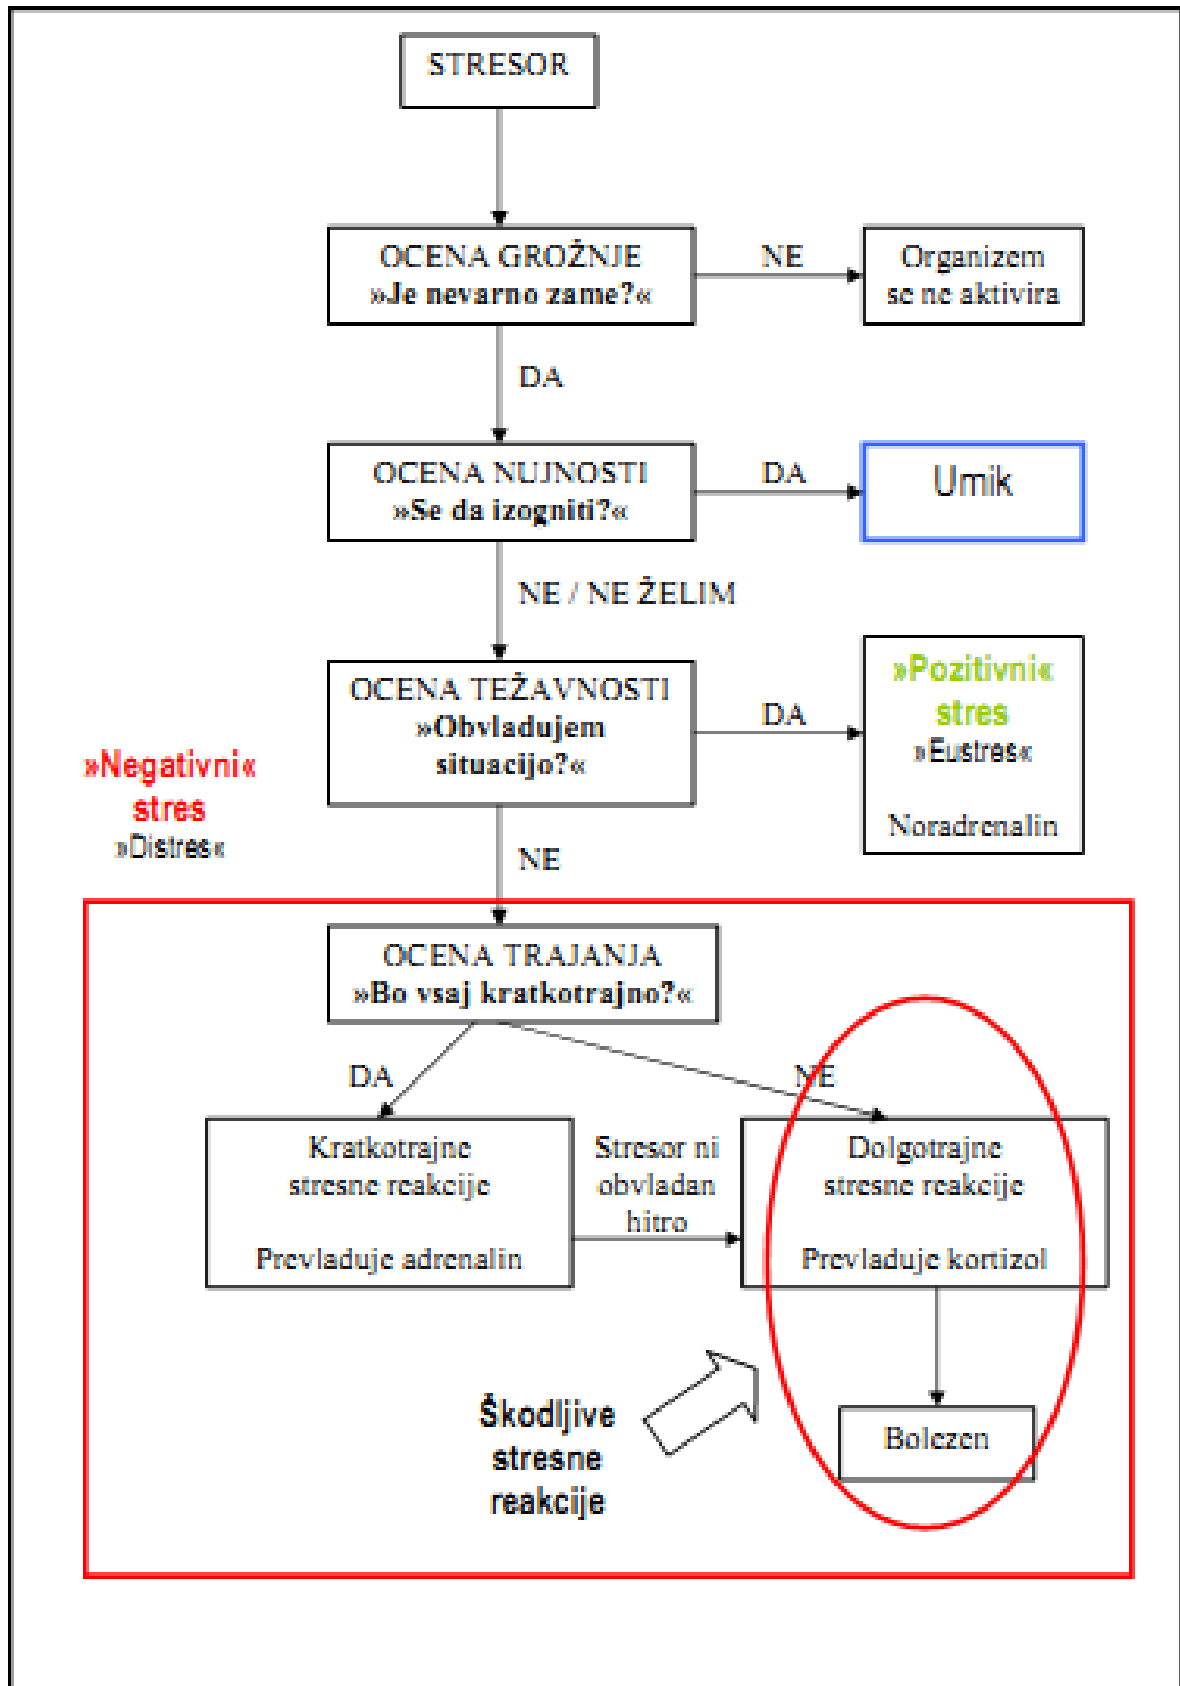 STRESOR
OCENA GROŽNJE
»Je nevarno zame?«
NE
Organizem
se ne aktivira
DA
OCENA NUJNOSTI
»Se da izogniti?«
DA
Umik
NE / NE ŽELIM
OCENA TEŽAVNOSTI
»Obvladujem
situacijo?«
DA
»Pozitivni«
stres
»Eustres«
Noradrenalin
»Negativni«
stres
»Distres«
NE
OCENA TRAJANJA
»Bo vsaj kratkotrajno?«
DA
NE
Kratkotrajne
stresne reakcije
Prevladuje adrenalin
Stresor ni
obvladan
hitro
Dolgotrajne
stresne reakcije
Prevladuje kortizol
Škodljive
stresne
reakcije
Bolezen